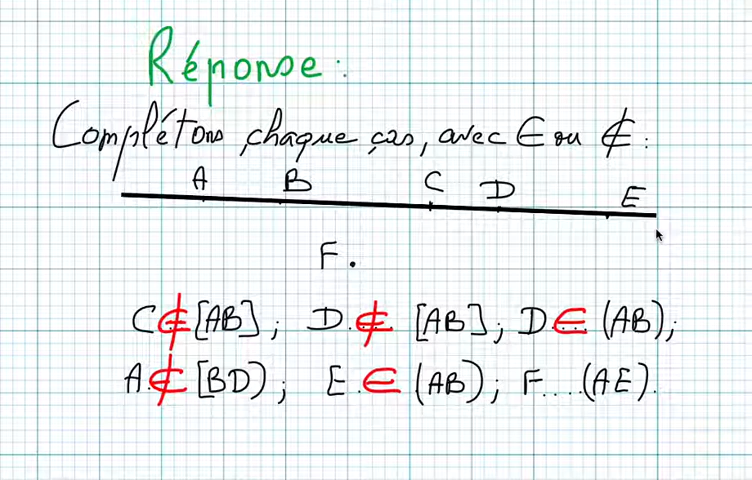 Réponse :
Complétons, chaque cas, avec ∈ ou ∉ :
A B C D E
F .
C ∉ [AB] ; D . ∉ [AB] ; D . ∈ (AB) ;
A . ∉ [BD) ; E . ∈ (AB) ; F ... (AE) .